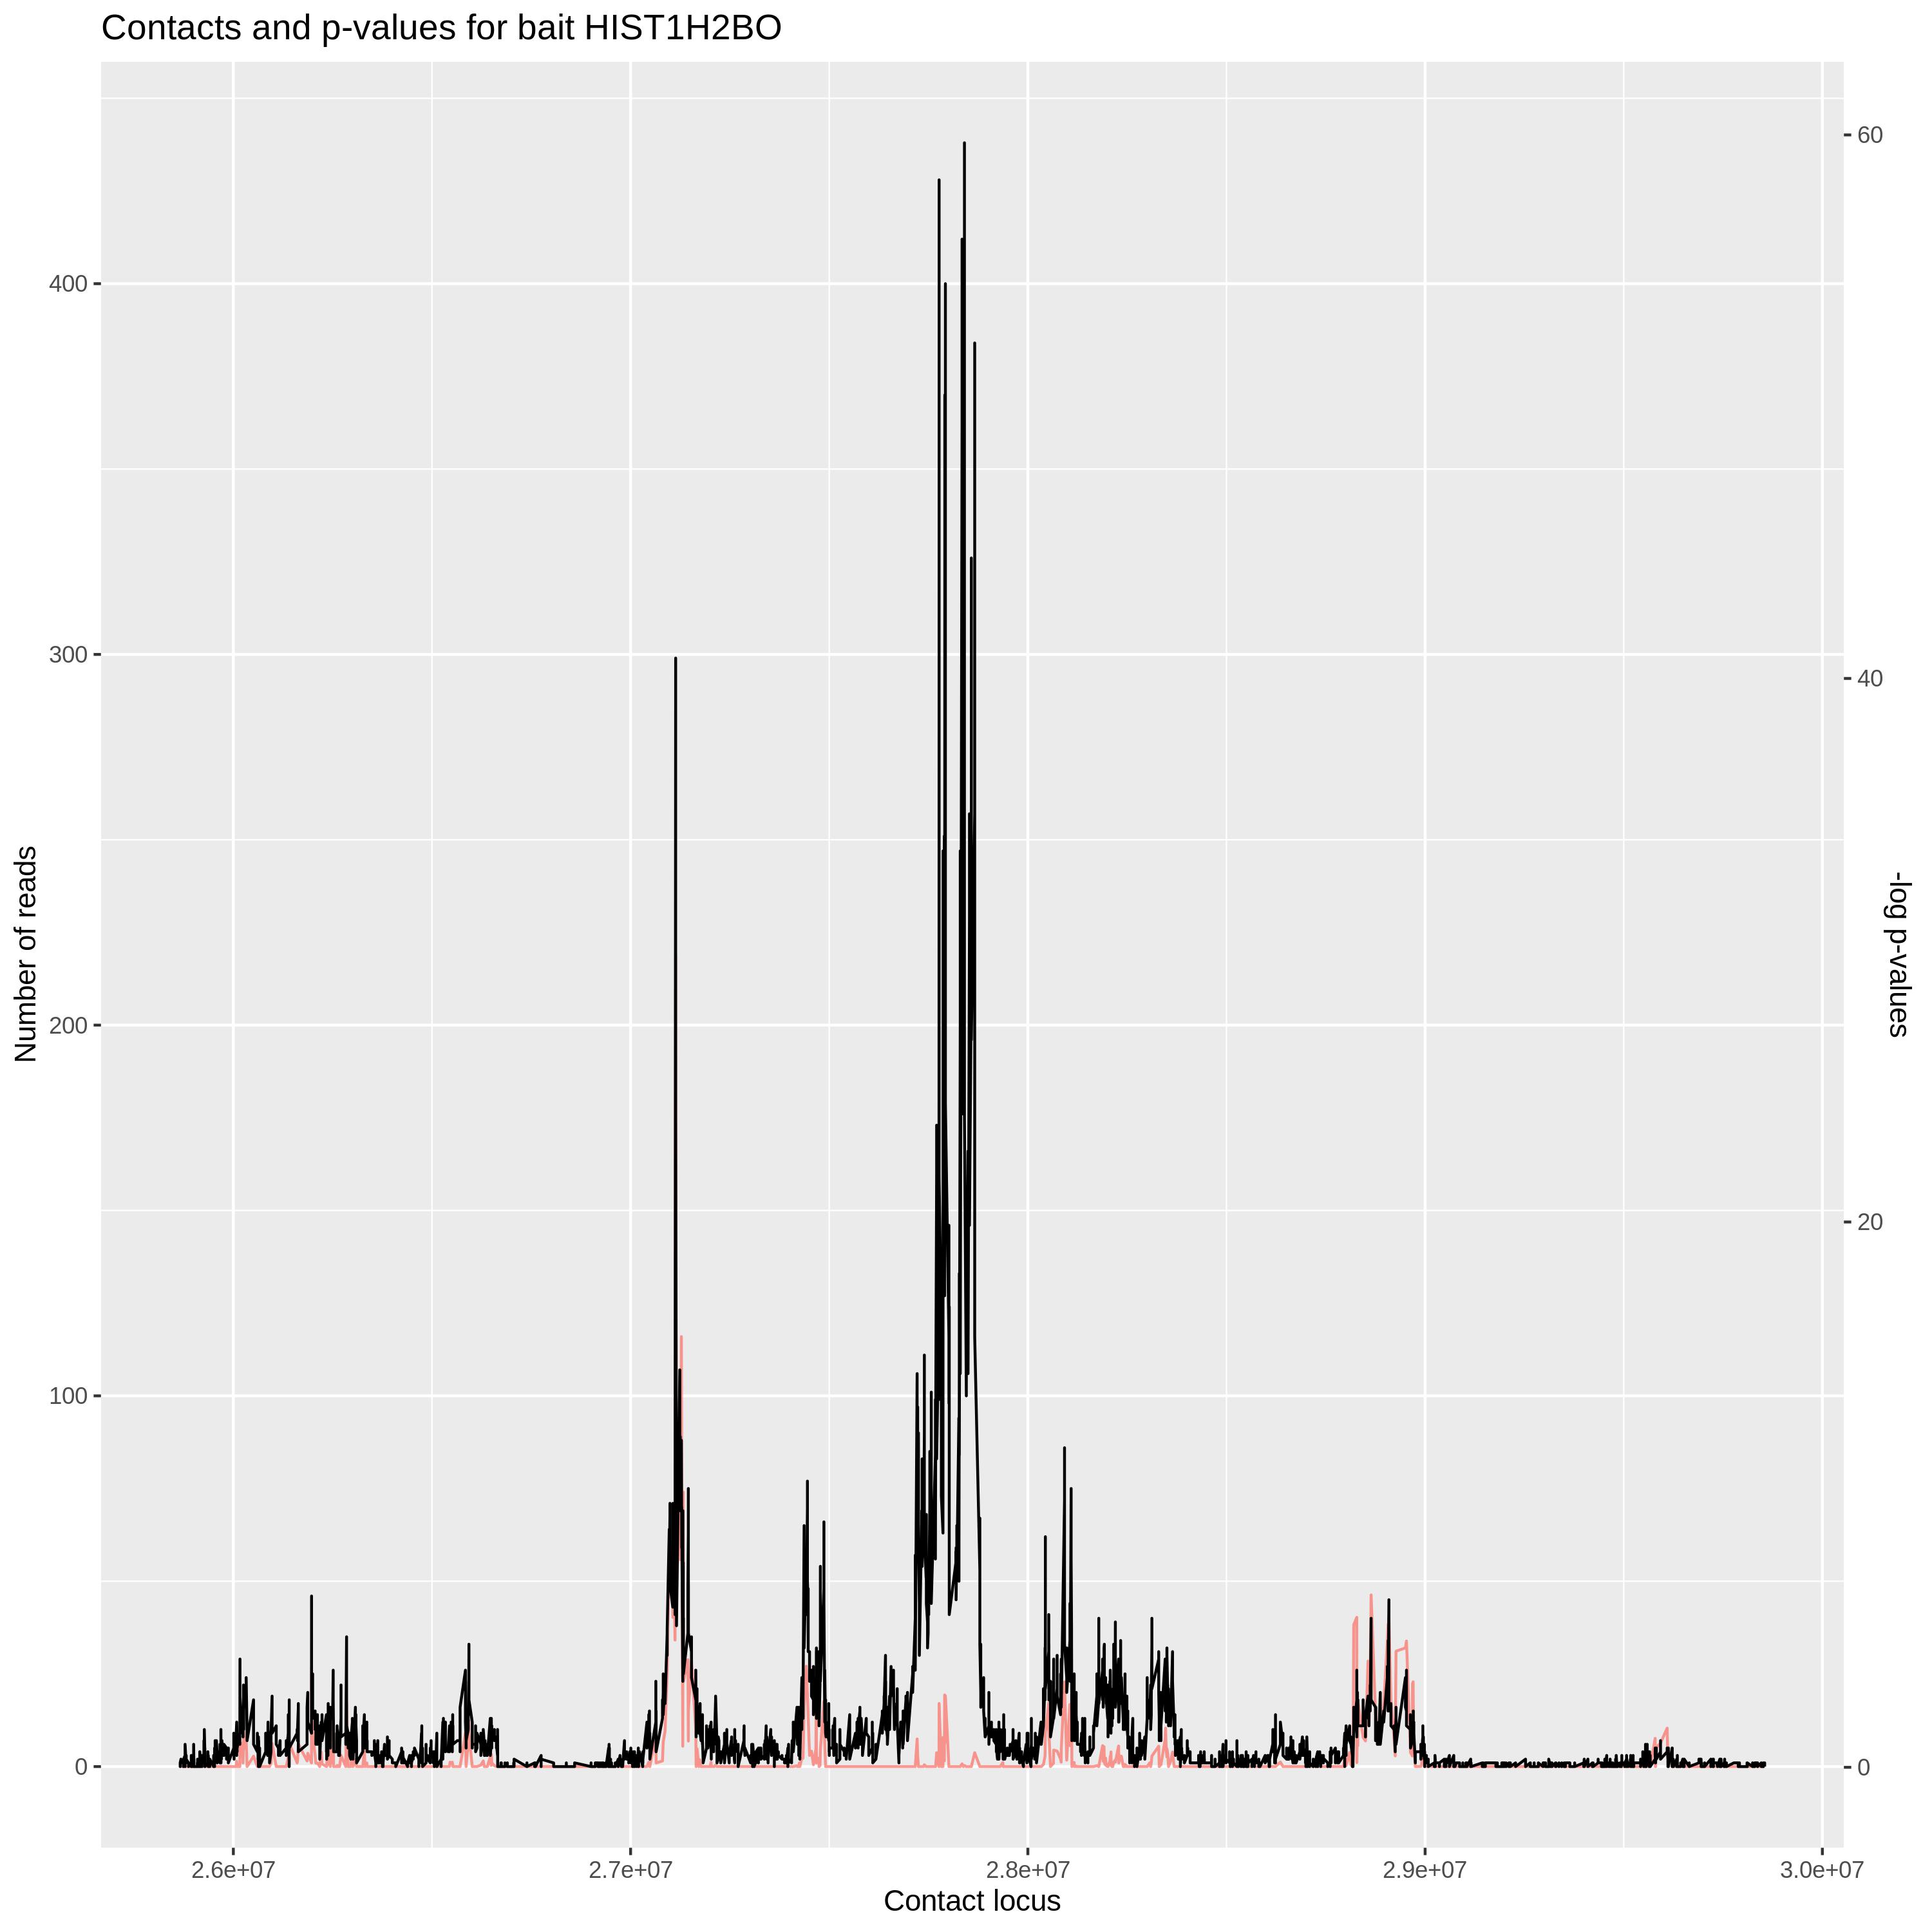 Contacts and p-values for bait HIST1H2BO
Number of reads
400
300
200
100
0
60
40
20
0
-log p-values
2.6e+07
2.7e+07
2.8e+07
2.9e+07
3.0e+07
Contact locus